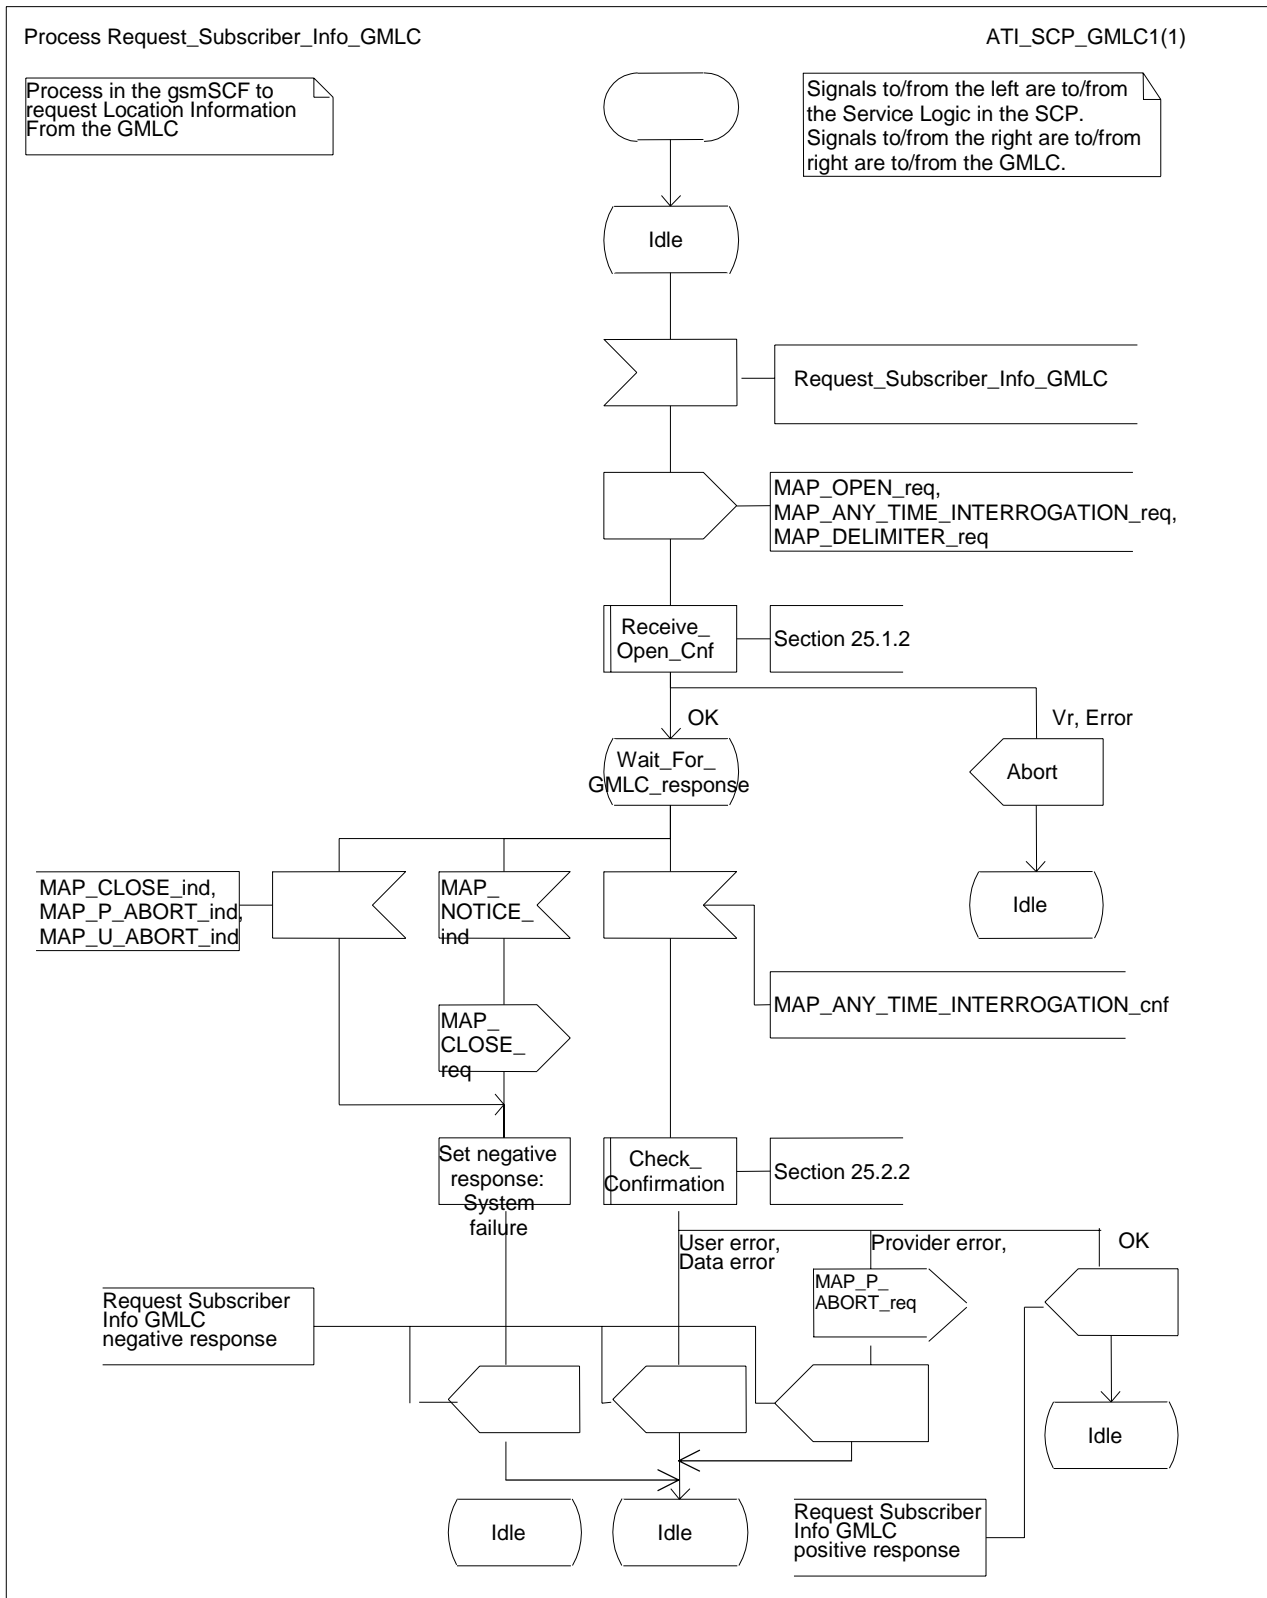 Process Request_Subscriber_Info_GMLC
ATI_SCP_GMLC1(1)
Process in the gsmSCF to
request Location Information
From the GMLC
Signals to/from the left are to/from
the Service Logic in the SCP.
Signals to/from the right are to/from
right are to/from the GMLC.
Idle
Request_Subscriber_Info_GMLC
MAP_OPEN_req,
MAP_ANY_TIME_INTERROGATION_req,
MAP_DELIMITER_req
Receive_
Open_Cnf
Section 25.1.2
OK
Vr, Error
Wait_For_
GMLC_response
Abort
MAP_CLOSE_ind,
MAP_P_ABORT_ind,
MAP_U_ABORT_ind
MAP_
NOTICE_
ind
Idle
MAP_ANY_TIME_INTERROGATION_cnf
MAP_
CLOSE_
req
Set negative
response:
System
failure
Check_
Confirmation
Section 25.2.2
User error,
Data error
Provider error,
OK
MAP_P_
ABORT_req
Request Subscriber
Info GMLC
negative response
Idle
Idle
Idle
Request Subscriber
Info GMLC
positive response